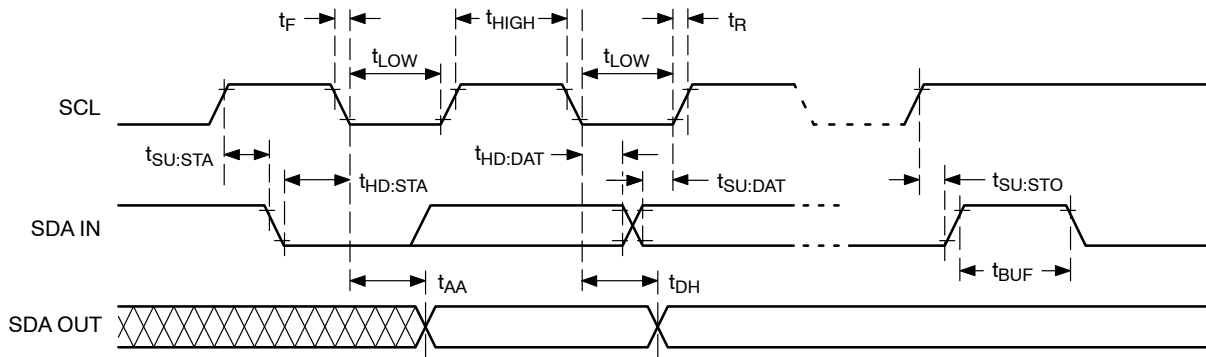 tF
tHIGH
tR
tLOW
tLOW
SCL
tSU:STA
tHD:STA
tHD:DAT
tSU:DAT
tSU:STO
SDA IN
tAA
tDH
tBUF
SDA OUT